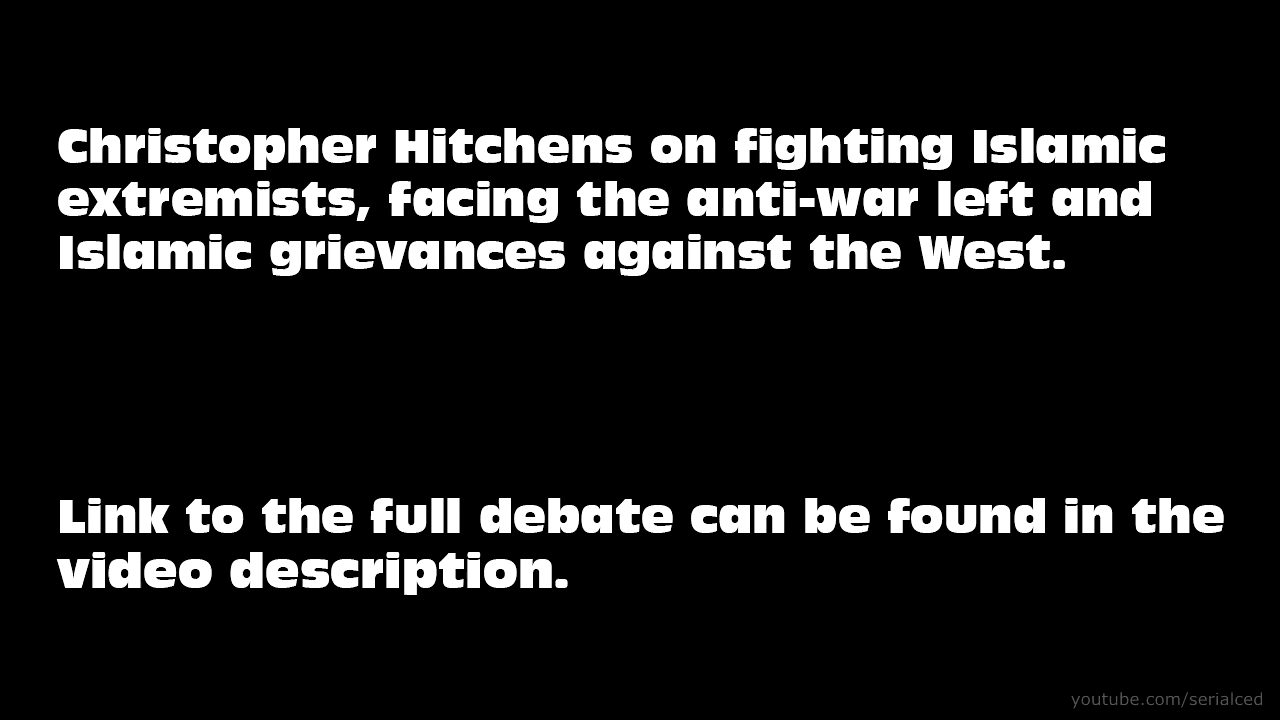 Christopher Hitchens on fighting Islamic
extremists, facing the anti-war left and
Islamic grievances against the West.
Link to the full debate can be found in the
video description.
youtube.com/serialced